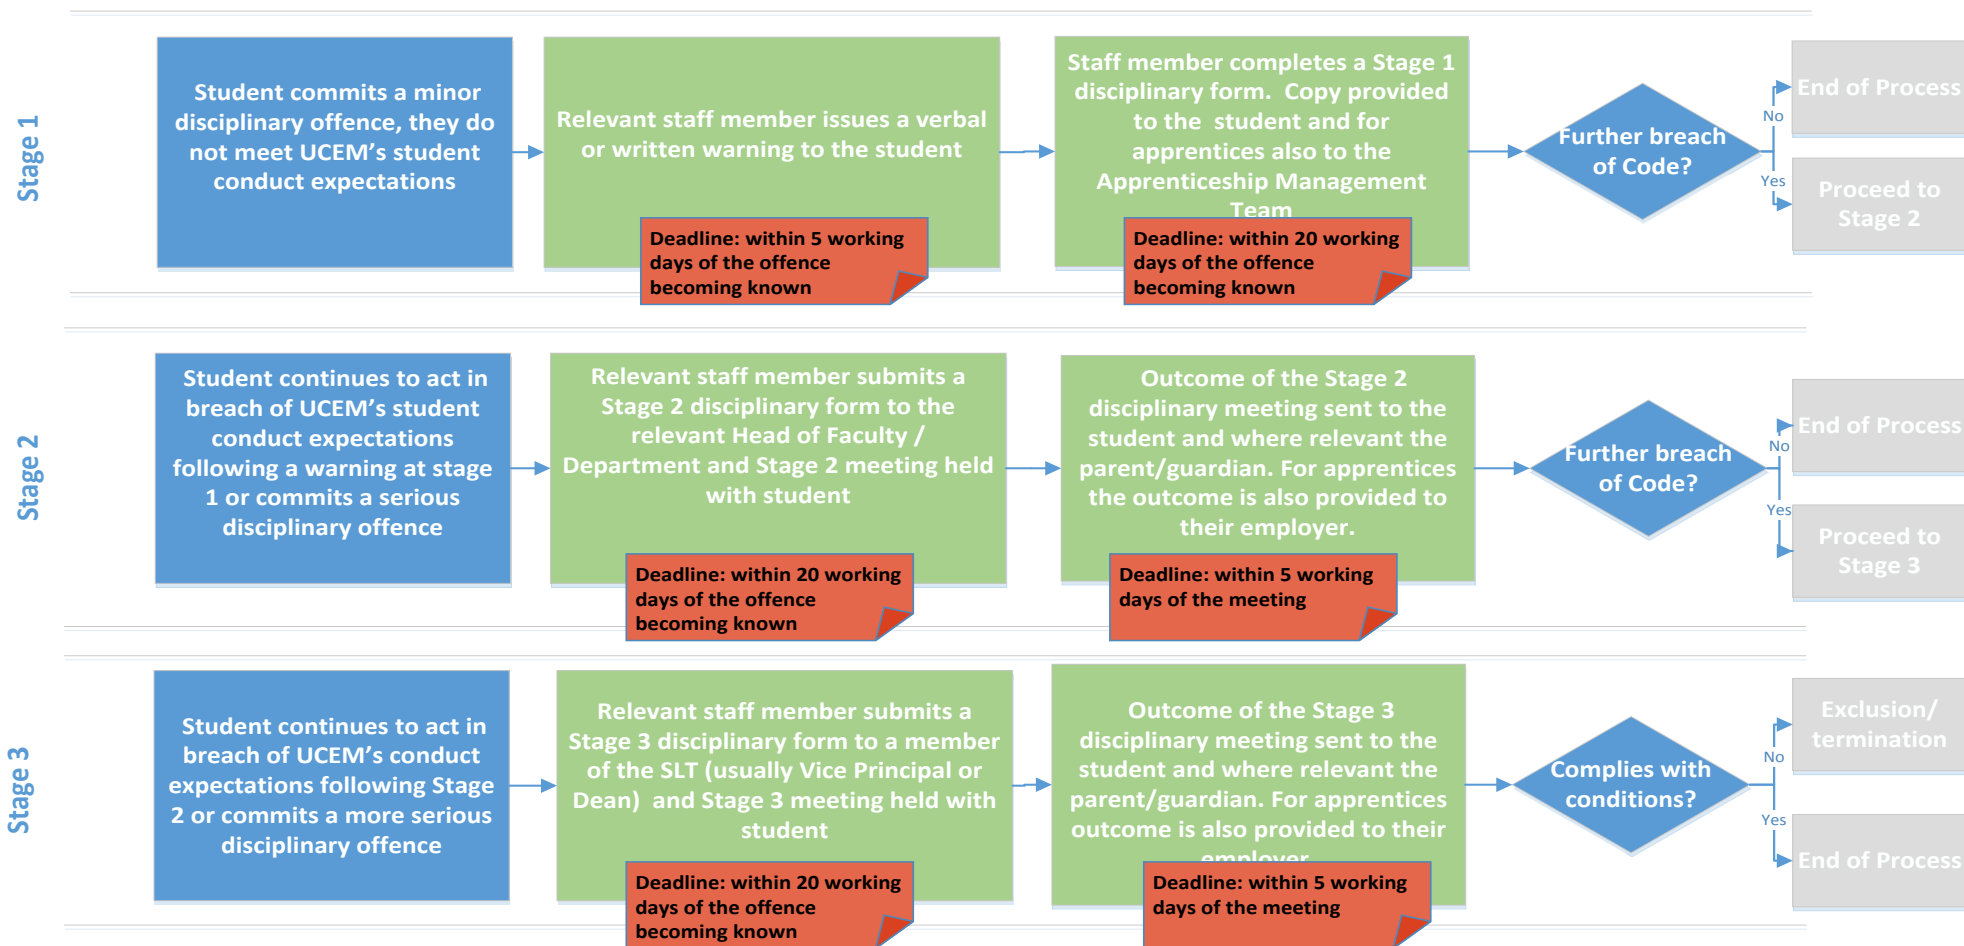 Stage 1
Student commits a minor
disciplinary offence, they do
not meet UCEM’s student
conduct expectations
Relevant staff member issues a verbal
or written warning to the student
Deadline: within 5 working
days of the offence
becoming known
Staff member completes a Stage 1
disciplinary form.  Copy provided
to the  student and for
apprentices also to the
Apprenticeship Management
Team
Deadline: within 20 working
days of the offence
becoming known
Further breach
of Code?
No
End of Process
Yes
Proceed to
Stage 2
Stage 2
Student continues to act in
breach of UCEM’s student
conduct expectations
following a warning at stage
1 or commits a serious
disciplinary offence
Relevant staff member submits a
Stage 2 disciplinary form to the
relevant Head of Faculty /
Department and Stage 2 meeting held
with student
Deadline: within 20 working
days of the offence
becoming known
Outcome of the Stage 2
disciplinary meeting sent to the
student and where relevant the
parent/guardian. For apprentices
the outcome is also provided to
their employer.
Deadline: within 5 working
days of the meeting
Further breach
of Code?
No
End of Process
Yes
Proceed to
Stage 3
Stage 3
Student continues to act in
breach of UCEM’s conduct
expectations following Stage
2 or commits a more serious
disciplinary offence
Relevant staff member submits a
Stage 3 disciplinary form to a member
of the SLT (usually Vice Principal or
Dean)  and Stage 3 meeting held with
student
Deadline: within 20 working
days of the offence
becoming known
Outcome of the Stage 3
disciplinary meeting sent to the
student and where relevant the
parent/guardian. For apprentices
outcome is also provided to their
employer
Deadline: within 5 working
days of the meeting
Complies with
conditions?
No
Exclusion/
termination
Yes
End of Process